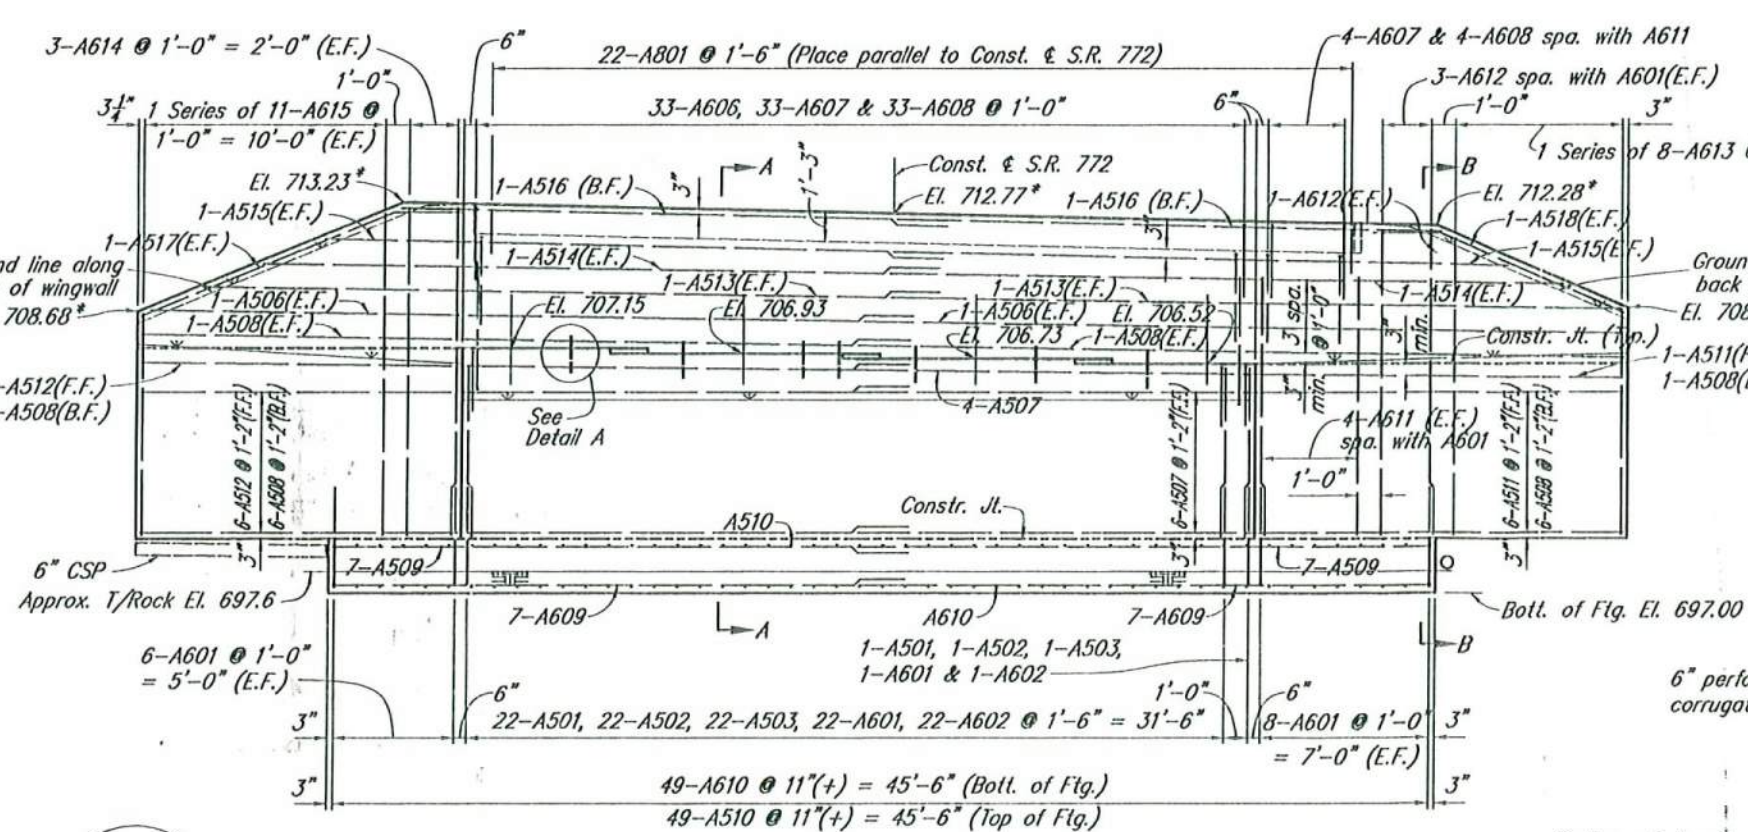 3-A614 @ 1'-0" = 2'-0" (E.F.)
6"
22-A801 @ 1'-6" (Place parallel to Const. ℄ S.R. 772)
4-A607 & 4-A608 spa. with A611
1'-0"
3-A612 spa. with A601(E.F.)
3¼"
1 Series of 11-A615 @
1'-0" = 10'-0" (E.F.)
33-A606, 33-A607 & 33-A608 @ 1'-0"
6"
1'-0"
3"
1 Series of 8-A613
El. 713.23*
1-A516 (B.F.)
3"
A
1'-3"
Const. ℄ S.R. 772
El. 712.77*
1-A516 (B.F.)
1-A612(E.F.)
B
El. 712.28*
1-A515(E.F.)
1-A518(E.F.)
1-A517(E.F.)
3"
1-A515(E.F.)
nd line along
of wingwall
1-A514(E.F.)
1-A513(E.F.)
1-A513(E.F.)
1-A514(E.F.)
Groun
back
708.68*
1-A506(E.F.)
El. 707.15
El. 706.93
1-A506(E.F.)
El. 706.52
3 spa.
@ 1'-0"
3"
min.
El. 708
1-A508(E.F.)
El. 706.73
1-A508(E.F.)
Constr. Jt. (Typ.)
-A512(F.F.)
-A508(B.F.)
1-A511(F
1-A508(
See
Detail A
4-A507
3"
min.
4-A611 (E.F.)
spa. with A601
6-A512 @ 1'-2"(F.F.)
6-A508 @ 1'-2"(B.F.)
6-A507 @ 1'-2"(F.F.)
1'-0"
6-A511 @ 1'-2"(F.F.)
6-A508 @ 1'-2"(B.F.)
A510
Constr. Jt.
3"
3"
3"
6" CSP
7-A509
7-A509
Approx. T/Rock El. 697.6
7-A609
A
A610
7-A609
Bott. of Ftg. El. 697.00
1-A501, 1-A502, 1-A503,
1-A601 & 1-A602
B
6-A601 @ 1'-0"
= 5'-0" (E.F.)
6" perfo
corrugat
3"
6"
22-A501, 22-A502, 22-A503, 22-A601, 22-A602 @ 1'-6" = 31'-6"
1'-0"
6"
8-A601 @ 1'-0"
= 7'-0" (E.F.)
3"
3"
49-A610 @ 11"(+) = 45'-6" (Bott. of Ftg.)
49-A510 @ 11"(+) = 45'-6" (Top of Ftg.)
3"